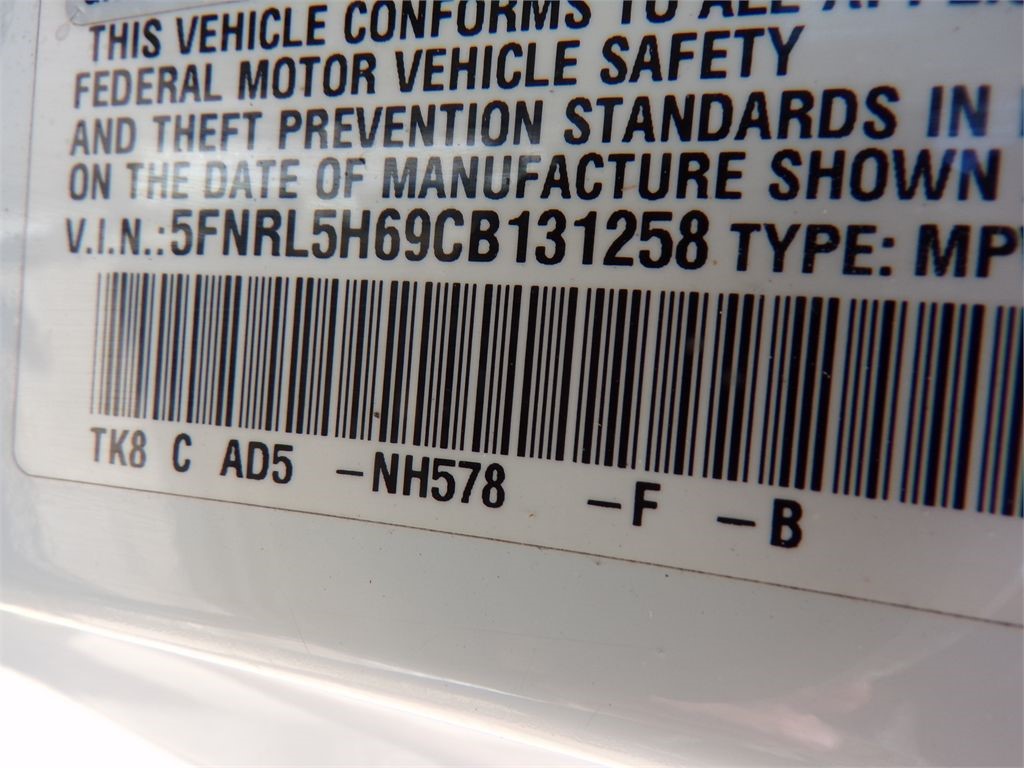 THIS VEHICLE CONFORMS TO ALL
FEDERAL MOTOR VEHICLE SAFETY
AND THEFT PREVENTION STANDARDS IN
ON THE DATE OF MANUFACTURE SHOWN
V.I.N.:5FNRL5H69CB131258 TYPE: MP
TK8 C AD5 –NH578 –F –B